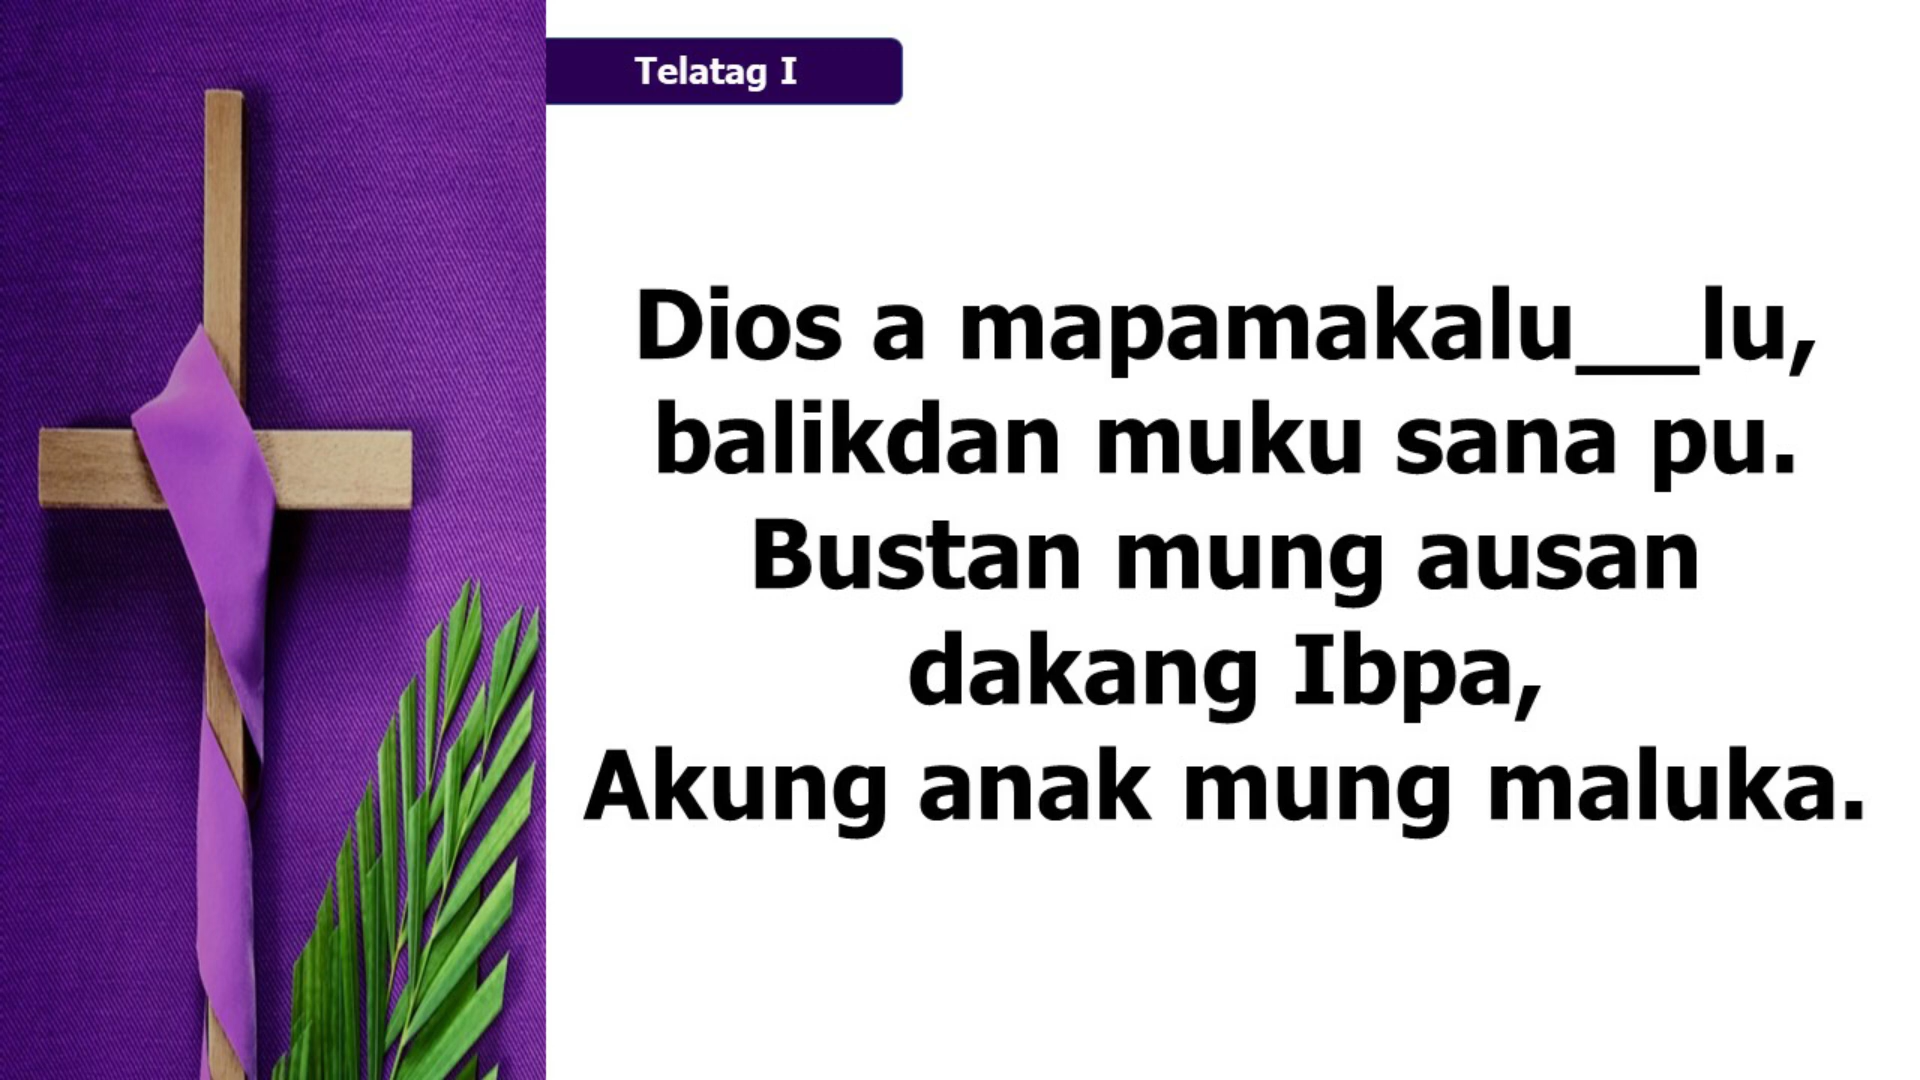 Telatag I
Dios a mapamakalu__lu,
balikdan muku sana pu.
Bustan mung ausan
dakang Ibpa,
Akung anak mung maluka.